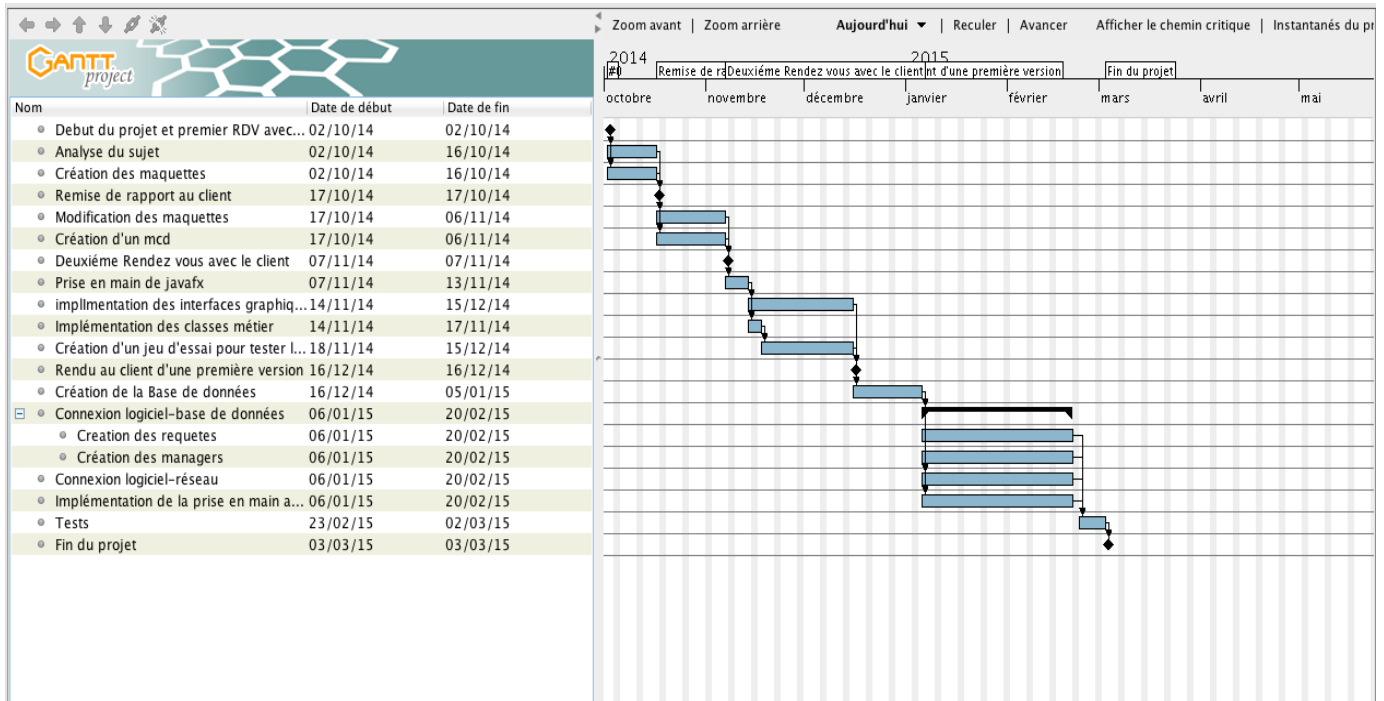 Zoom avant | Zoom arrière Aujourd'hui ▼ | Reculer | Avancer Afficher le chemin critique | Instantanés du pr
GANTT
project
2014 2015
#0 Remise de ra Deuxiéme Rendez vous avec le client nt d'une première version Fin du projet
octobre novembre décembre janvier février mars avril mai
Nom Date de début Date de fin
Debut du projet et premier RDV avec... 02/10/14 02/10/14
Analyse du sujet 02/10/14 16/10/14
Création des maquettes 02/10/14 16/10/14
Remise de rapport au client 17/10/14 17/10/14
Modification des maquettes 17/10/14 06/11/14
Création d'un mcd 17/10/14 06/11/14
Deuxiéme Rendez vous avec le client 07/11/14 07/11/14
Prise en main de javafx 07/11/14 13/11/14
implImentation des interfaces graphiq... 14/11/14 15/12/14
Implémentation des classes métier 14/11/14 17/11/14
Création d'un jeu d'essai pour tester l... 18/11/14 15/12/14
Rendu au client d'une première version 16/12/14 16/12/14
Création de la Base de données 16/12/14 05/01/15
Connexion logiciel-base de données 06/01/15 20/02/15
Creation des requetes 06/01/15 20/02/15
Création des managers 06/01/15 20/02/15
Connexion logiciel-réseau 06/01/15 20/02/15
Implémentation de la prise en main a... 06/01/15 20/02/15
Tests 23/02/15 02/03/15
Fin du projet 03/03/15 03/03/15